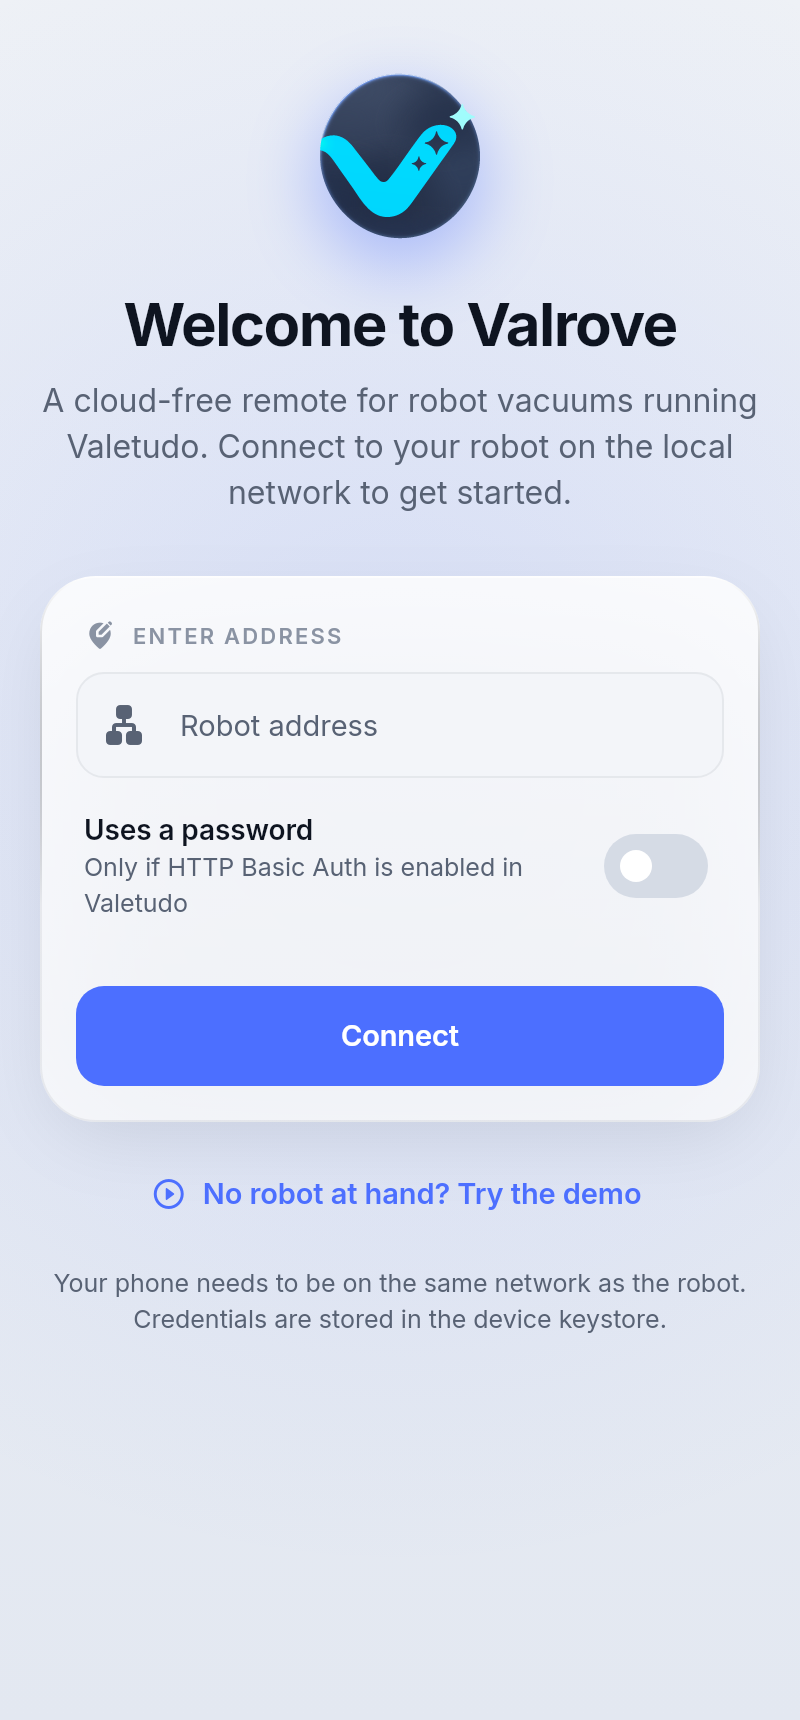 Welcome to Valrove
A cloud-free remote for robot vacuums running
Valetudo. Connect to your robot on the local
network to get started.
ENTER ADDRESS
Robot address
Uses a password
Only if HTTP Basic Auth is enabled in
Valetudo
Connect
No robot at hand? Try the demo
Your phone needs to be on the same network as the robot.
Credentials are stored in the device keystore.